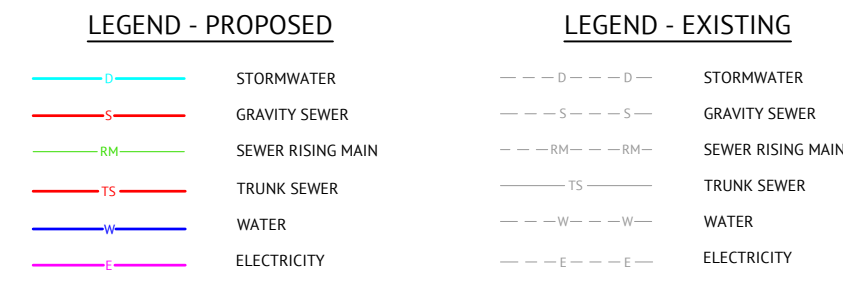 LEGEND - PROPOSED
D STORMWATER
S GRAVITY SEWER
RM SEWER RISING MAIN
TS TRUNK SEWER
W WATER
E ELECTRICITY
LEGEND - EXISTING
D D STORMWATER
S S GRAVITY SEWER
RM RM SEWER RISING MAIN
TS TRUNK SEWER
W W WATER
E E ELECTRICITY